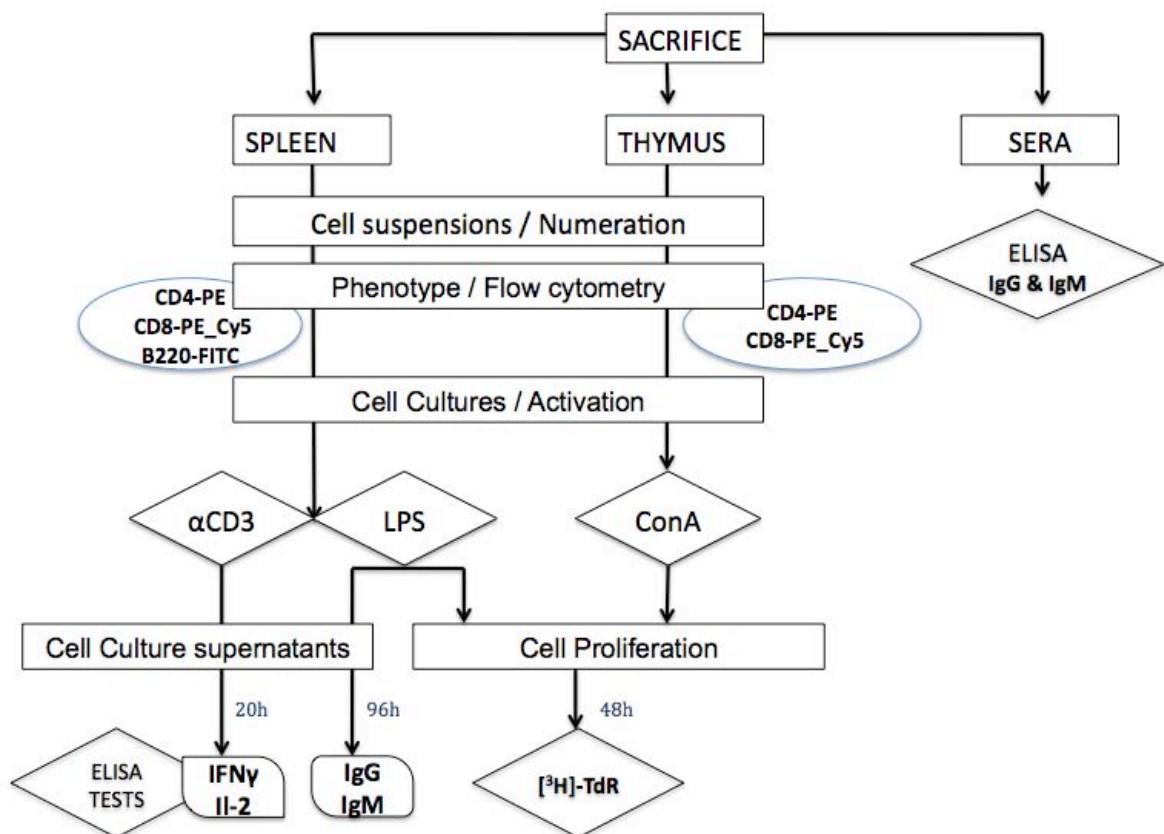 SACRIFICE
SPLEEN
THYMUS
SERA
Cell suspensions / Numeration
ELISA
IgG & IgM
Phenotype / Flow cytometry
CD4-PE
CD8-PE_Cy5
B220-FITC
CD4-PE
CD8-PE_Cy5
Cell Cultures / Activation
αCD3
LPS
ConA
Cell Culture supernatants
Cell Proliferation
20h
96h
48h
ELISA
TESTS
IFNγ
Il-2
IgG
IgM
[³H]-TdR